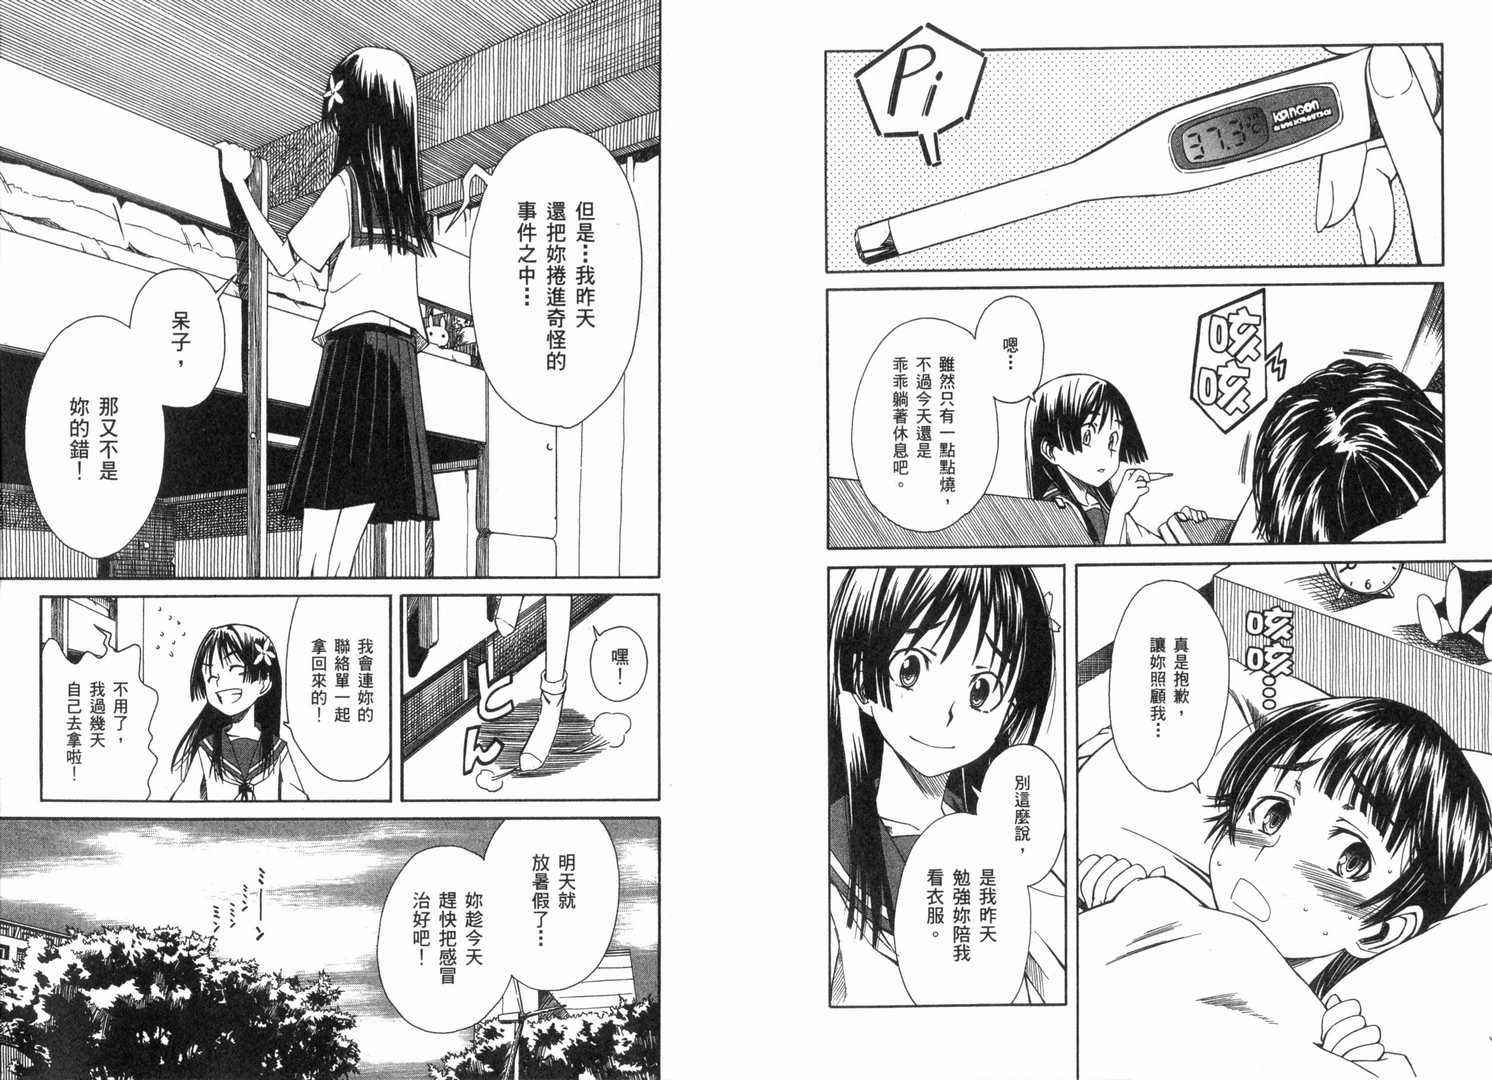 Pi
37.3℃
KANGON
咳
咳
嗯…
雖然只有一點點燒，
不過今天還是
乖乖躺著休息吧。
咳
咳…
真是抱歉，
讓妳照顧我…
別這麼說，
是我昨天
勉強妳陪我
看衣服。
但是…我昨天
還把妳捲進奇怪的
事件之中…
呆子，
那又不是
妳的錯！
嘿！
とん
我會連妳的
聯絡單一起
拿回來的！
不用了，
我過幾天
自己去拿啦！
明天就
放暑假了…
妳趁今天
趕快把感冒
治好吧！